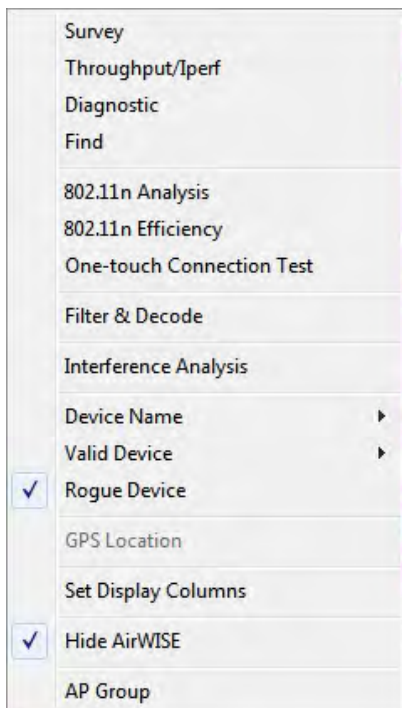 Survey
Throughput/Iperf
Diagnostic
Find
802.11n Analysis
802.11n Efficiency
One-touch Connection Test
Filter & Decode
Interference Analysis
Device Name
Valid Device
Rogue Device
GPS Location
Set Display Columns
Hide AirWISE
AP Group